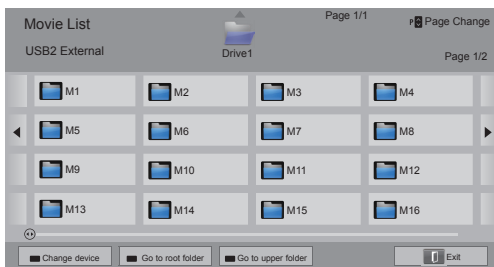 Movie List
Page 1/1
P Page Change
USB2 External
Drive1
Page 1/2
M1 M2 M3 M4
M5 M6 M7 M8
M9 M10 M11 M12
M13 M14 M15 M16
Change device Go to root folder Go to upper folder Exit